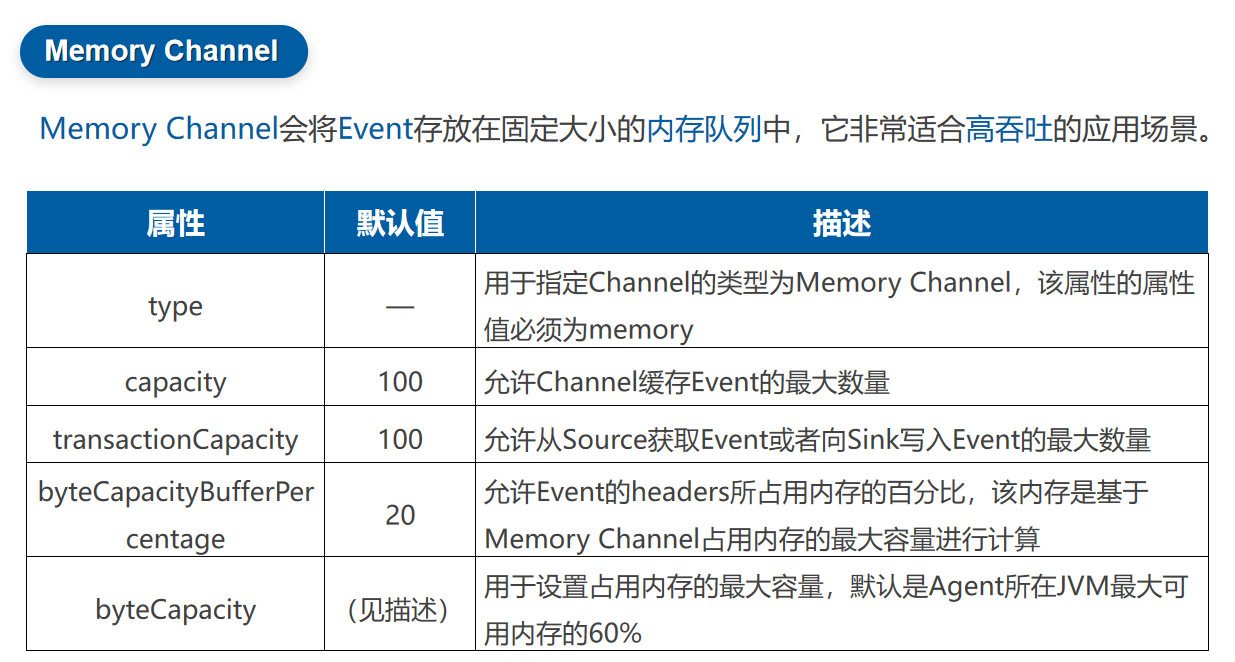 Memory Channel
Memory Channel会将Event存放在固定大小的内存队列中，它非常适合高吞吐的应用场景。
属性 默认值 描述
type — 用于指定Channel的类型为Memory Channel，该属性的属性
值必须为memory
capacity 100 允许Channel缓存Event的最大数量
transactionCapacity 100 允许从Source获取Event或者向Sink写入Event的最大数量
byteCapacityBufferPer
centage
20
允许Event的headers所占用内存的百分比，该内存是基于
Memory Channel占用内存的最大容量进行计算
byteCapacity （见描述） 用于设置占用内存的最大容量，默认是Agent所在JVM最大可
用内存的60%